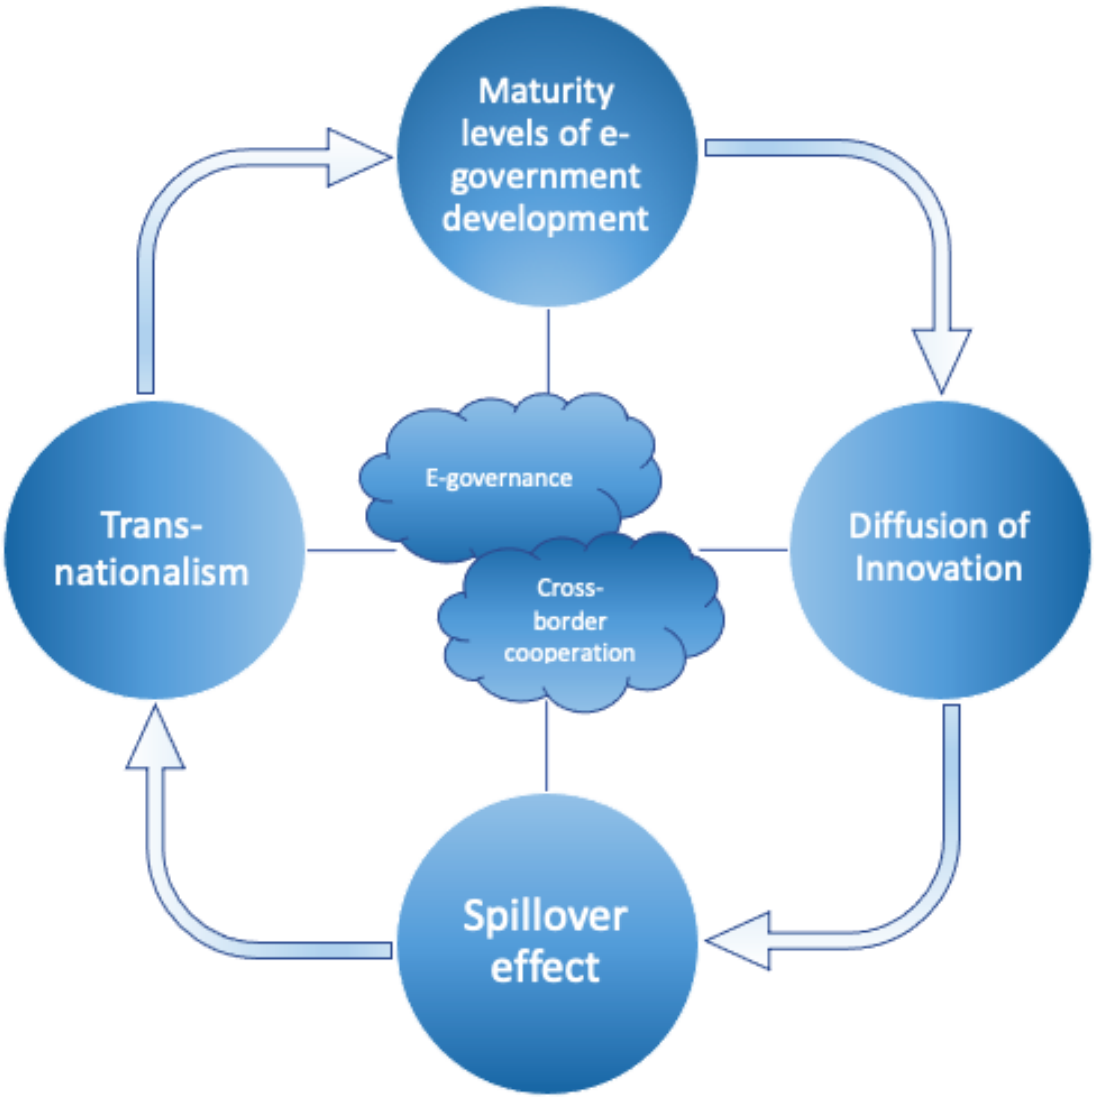 Maturity
levels of e-
government
development
E-governance
Trans-
nationalism
Diffusion of
Innovation
Cross-
border
cooperation
Spillover
effect